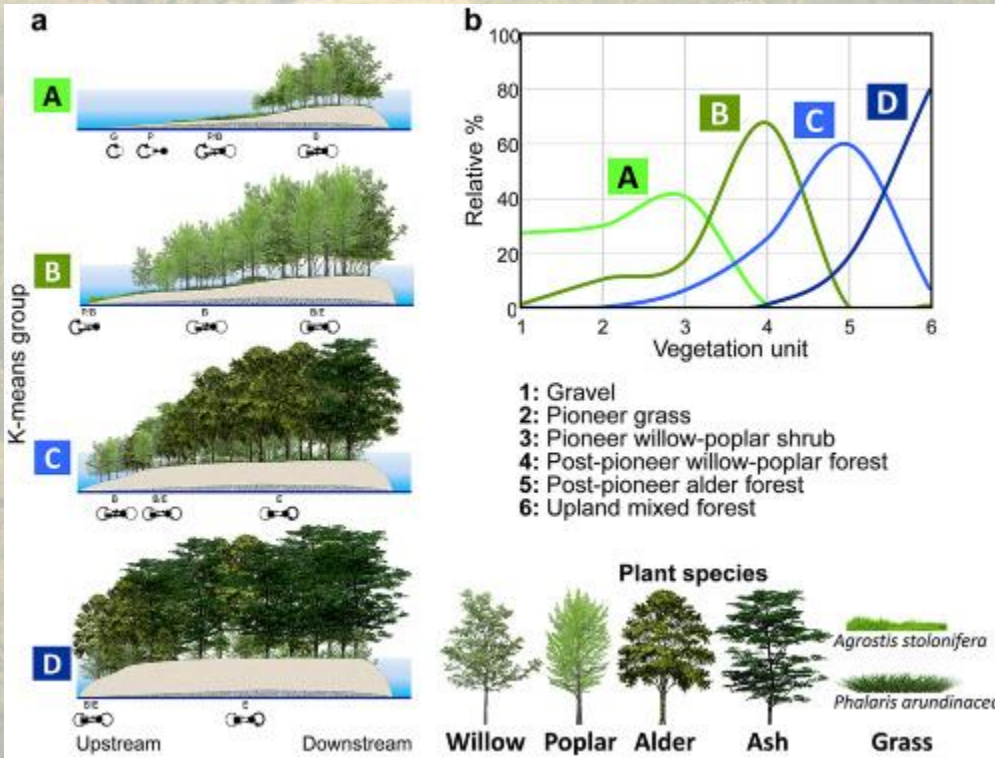 a
A
G P P/B B
B
P/B B B/E
C
B B/E E
D
B/E E
K-means group
Upstream Downstream
b
100
80
60
40
20
0
Relative %
A B C D
1 2 3 4 5 6
Vegetation unit
1: Gravel
2: Pioneer grass
3: Pioneer willow-poplar shrub
4: Post-pioneer willow-poplar forest
5: Post-pioneer alder forest
6: Upland mixed forest
Plant species
Agrostis stolonifera
Phalaris arundinacea
Willow Poplar Alder Ash Grass